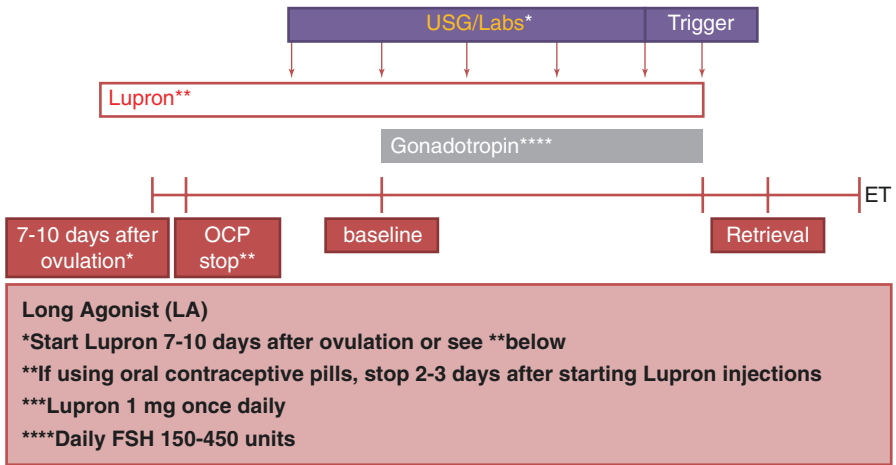 USG/Labs* Trigger
Lupron**
Gonadotropin****
ET
7-10 days after
ovulation*
OCP
stop**
baseline
Retrieval
Long Agonist (LA)
*Start Lupron 7-10 days after ovulation or see **below
**If using oral contraceptive pills, stop 2-3 days after starting Lupron injections
***Lupron 1 mg once daily
****Daily FSH 150-450 units